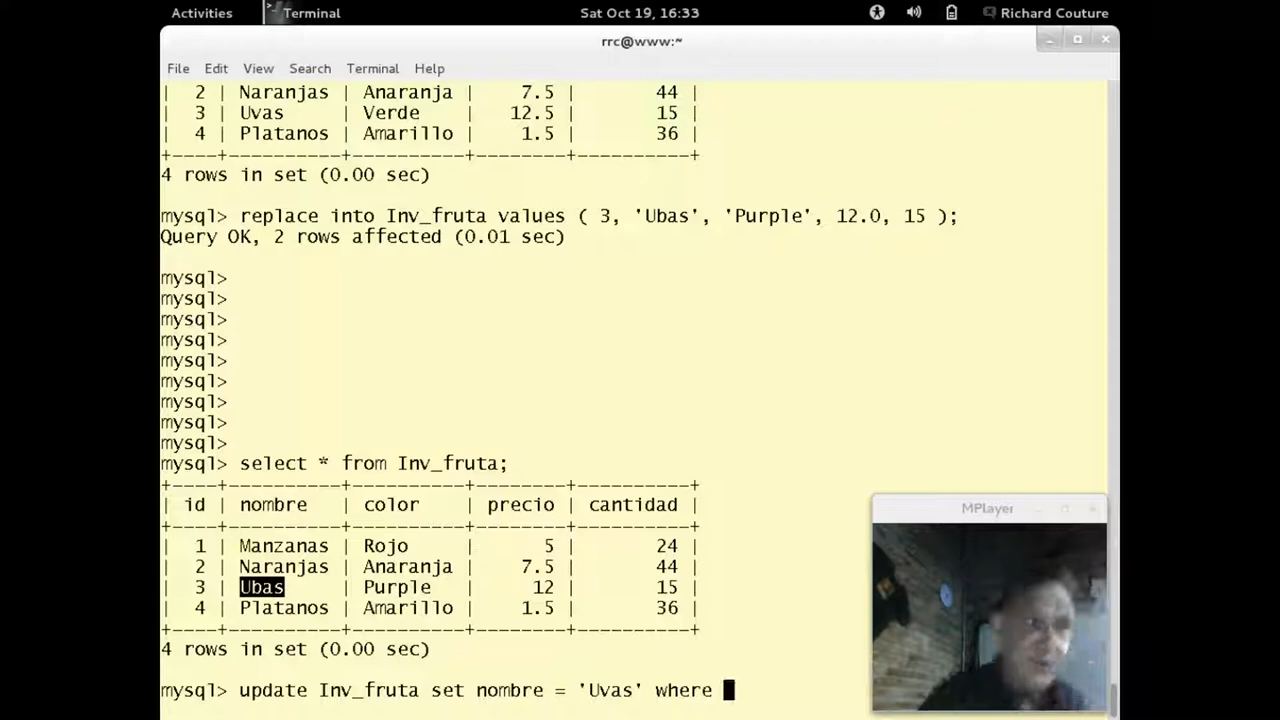 Activities Terminal Sat Oct 19, 16:33 Richard Couture
rrc@www:~
File Edit View Search Terminal Help
| 2 | Naranjas | Anaranja | 7.5 | 44 |
| 3 | Uvas | Verde | 12.5 | 15 |
| 4 | Platanos | Amarillo | 1.5 | 36 |
+----+----------+----------+--------+----------+
4 rows in set (0.00 sec)
mysql> replace into Inv_fruta values ( 3, 'Ubas', 'Purple', 12.0, 15 );
Query OK, 2 rows affected (0.01 sec)
mysql>
mysql>
mysql>
mysql>
mysql>
mysql>
mysql>
mysql>
mysql>
mysql> select * from Inv_fruta;
+----+----------+----------+--------+----------+
| id | nombre | color | precio | cantidad |
+----+----------+----------+--------+----------+
| 1 | Manzanas | Rojo | 5 | 24 |
| 2 | Naranjas | Anaranja | 7.5 | 44 |
| 3 | Ubas | Purple | 12 | 15 |
| 4 | Platanos | Amarillo | 1.5 | 36 |
+----+----------+----------+--------+----------+
4 rows in set (0.00 sec)
mysql> update Inv_fruta set nombre = 'Uvas' where
MPlayer